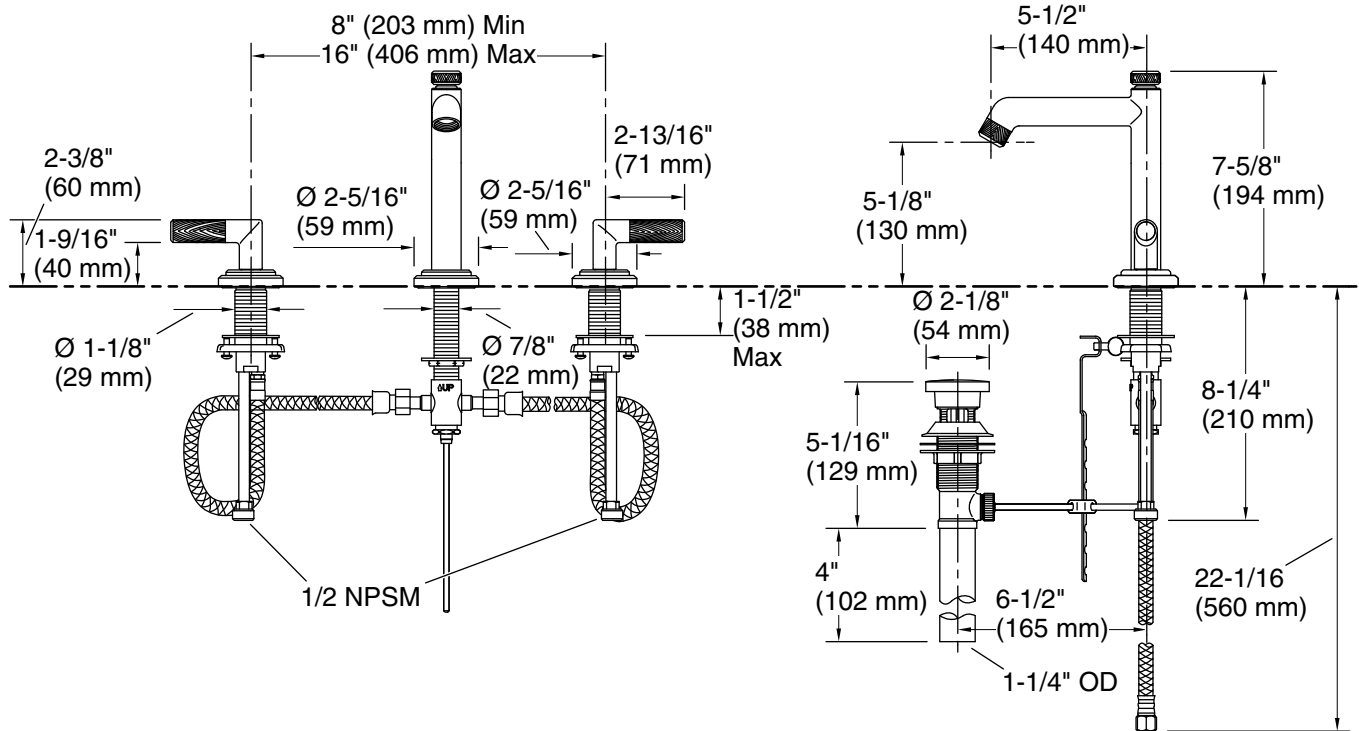 8" (203 mm) Min
16" (406 mm) Max
2-3/8"
(60 mm)
1-9/16"
(40 mm)
Ø 2-5/16"
(59 mm)
Ø 2-5/16"
(59 mm)
2-13/16"
(71 mm)
Ø 1-1/8"
(29 mm)
Ø 7/8"
(22 mm)
1-1/2"
(38 mm)
Max
UP
1/2 NPSM
5-1/2"
(140 mm)
5-1/8"
(130 mm)
7-5/8"
(194 mm)
Ø 2-1/8"
(54 mm)
5-1/16"
(129 mm)
8-1/4"
(210 mm)
4"
(102 mm)
6-1/2"
(165 mm)
22-1/16
(560 mm)
1-1/4" OD